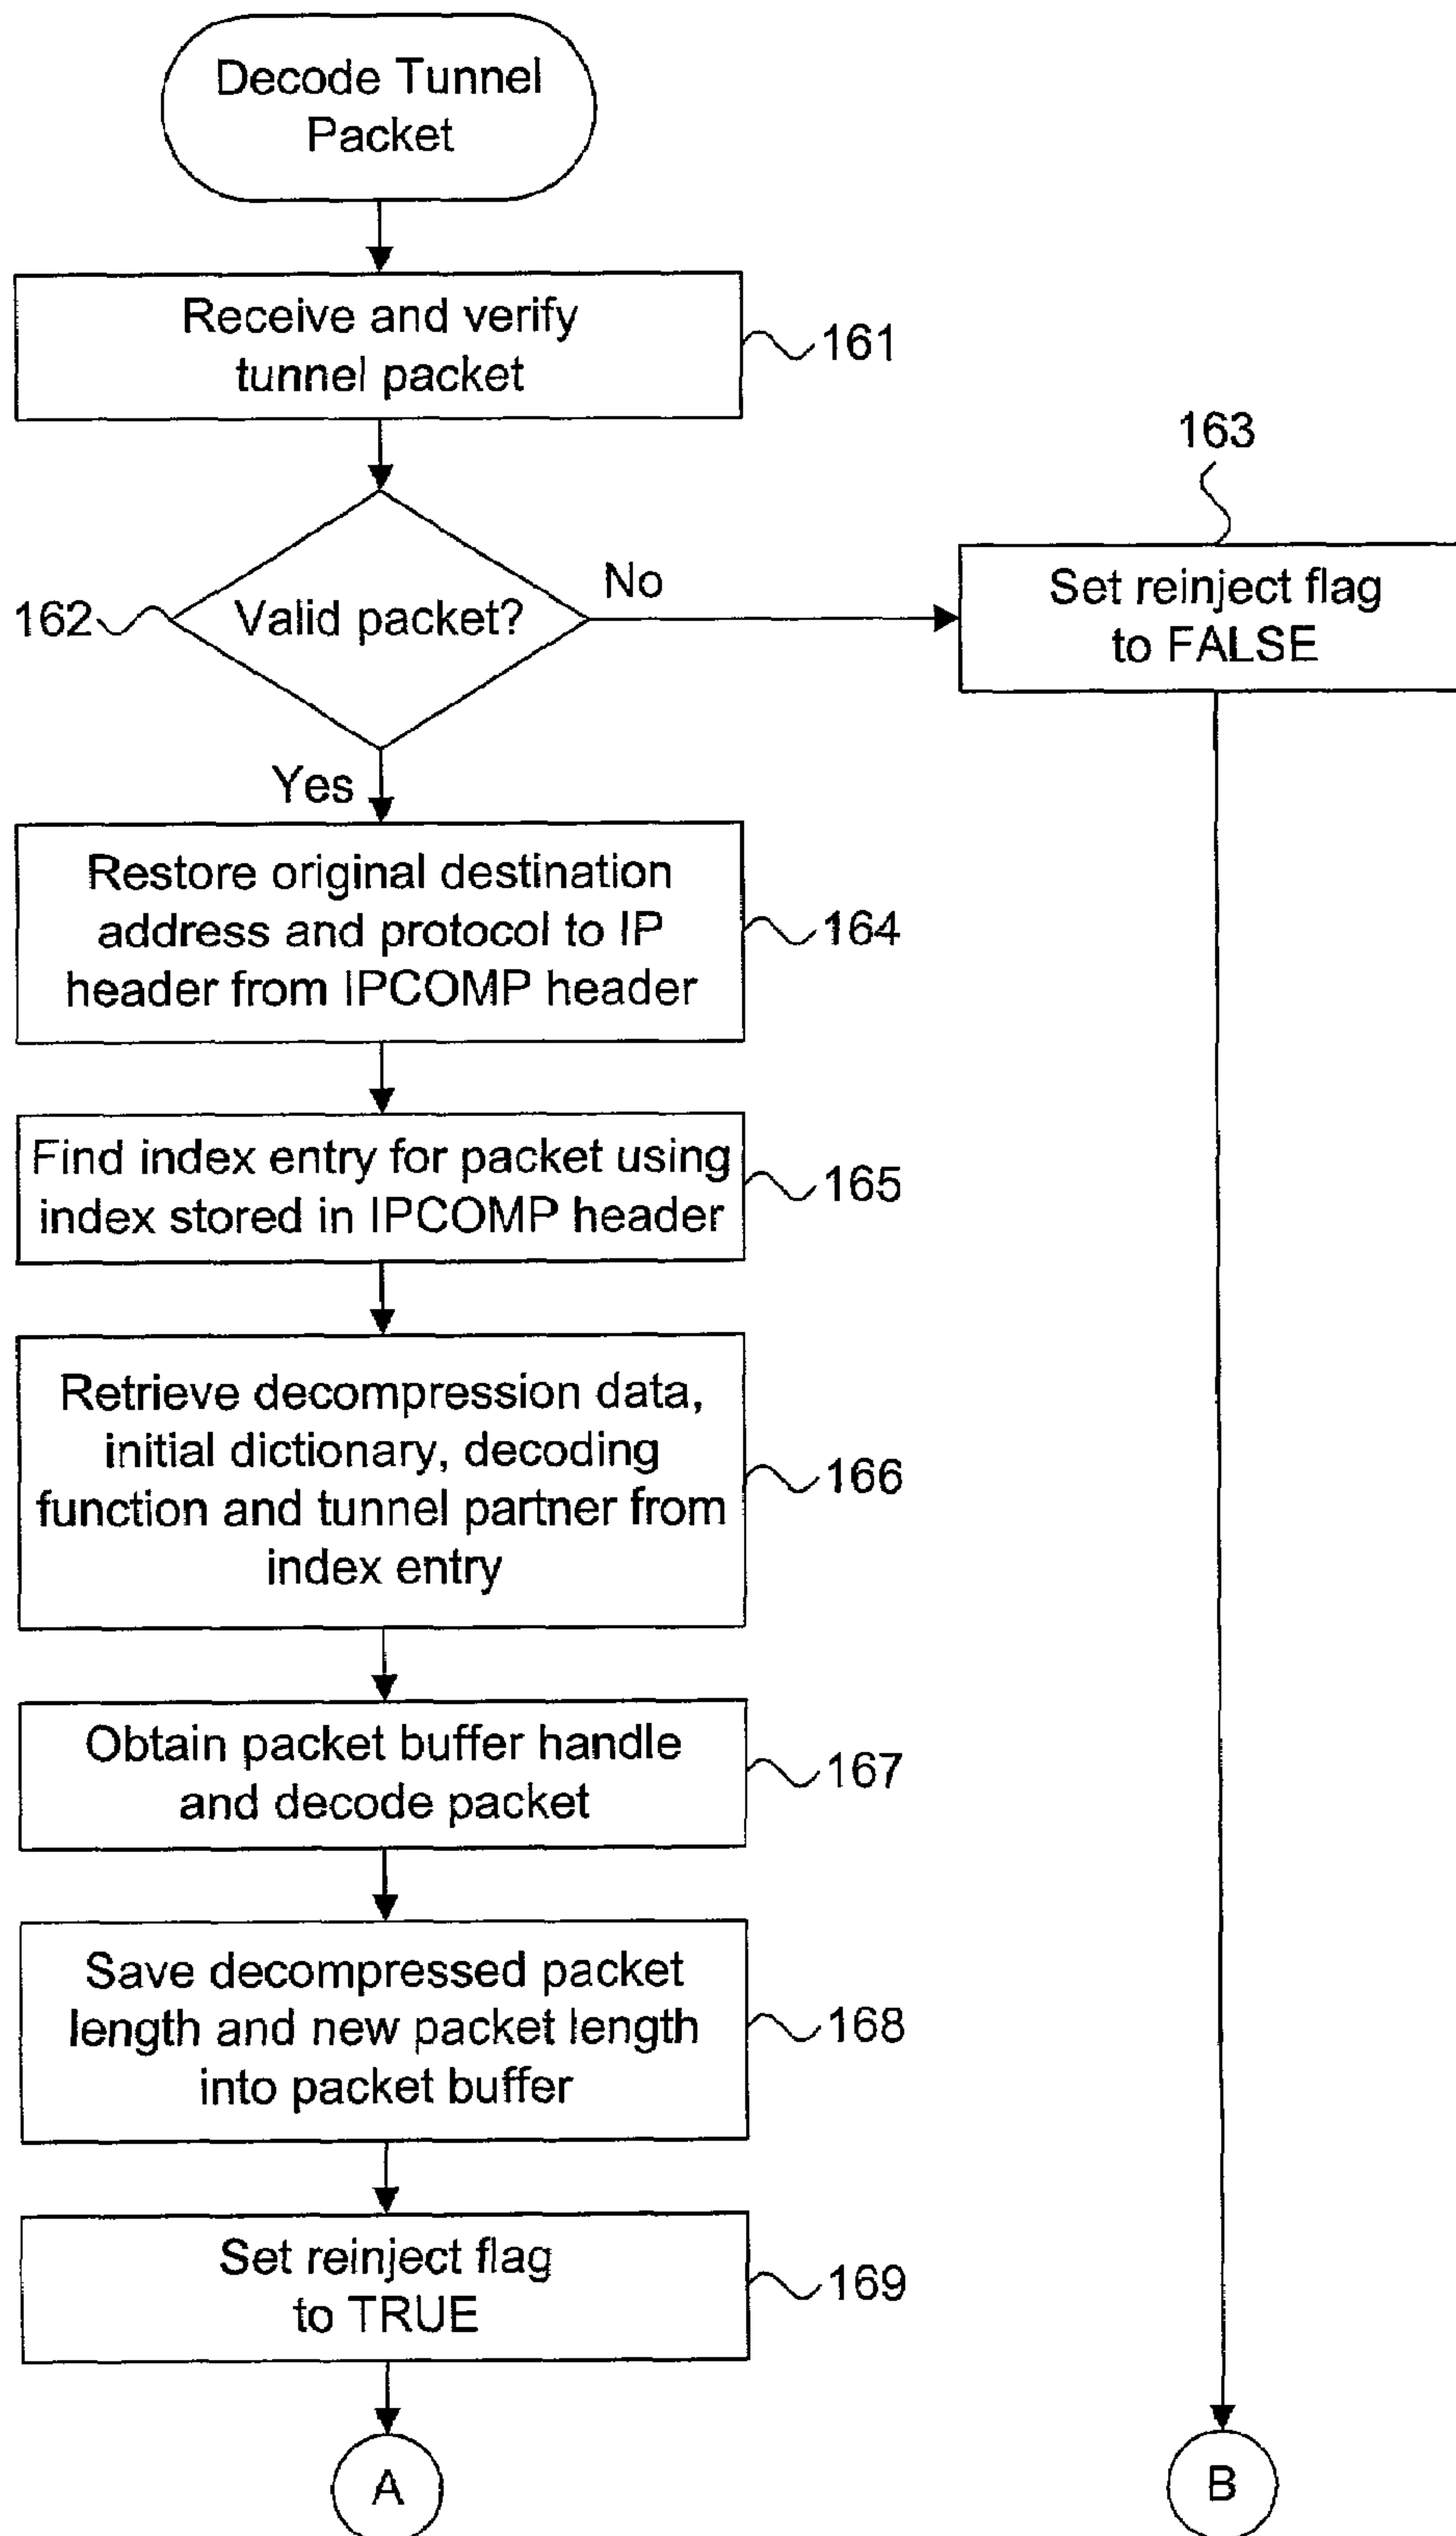 Decode Tunnel
Packet
Receive and verify
tunnel packet
161
162
Valid packet?
No
163
Set reinject flag
to FALSE
Yes
Restore original destination
address and protocol to IP
header from IPCOMP header
164
Find index entry for packet using
index stored in IPCOMP header
165
Retrieve decompression data,
initial dictionary, decoding
function and tunnel partner from
index entry
166
Obtain packet buffer handle
and decode packet
167
Save decompressed packet
length and new packet length
into packet buffer
168
Set reinject flag
to TRUE
169
A
B